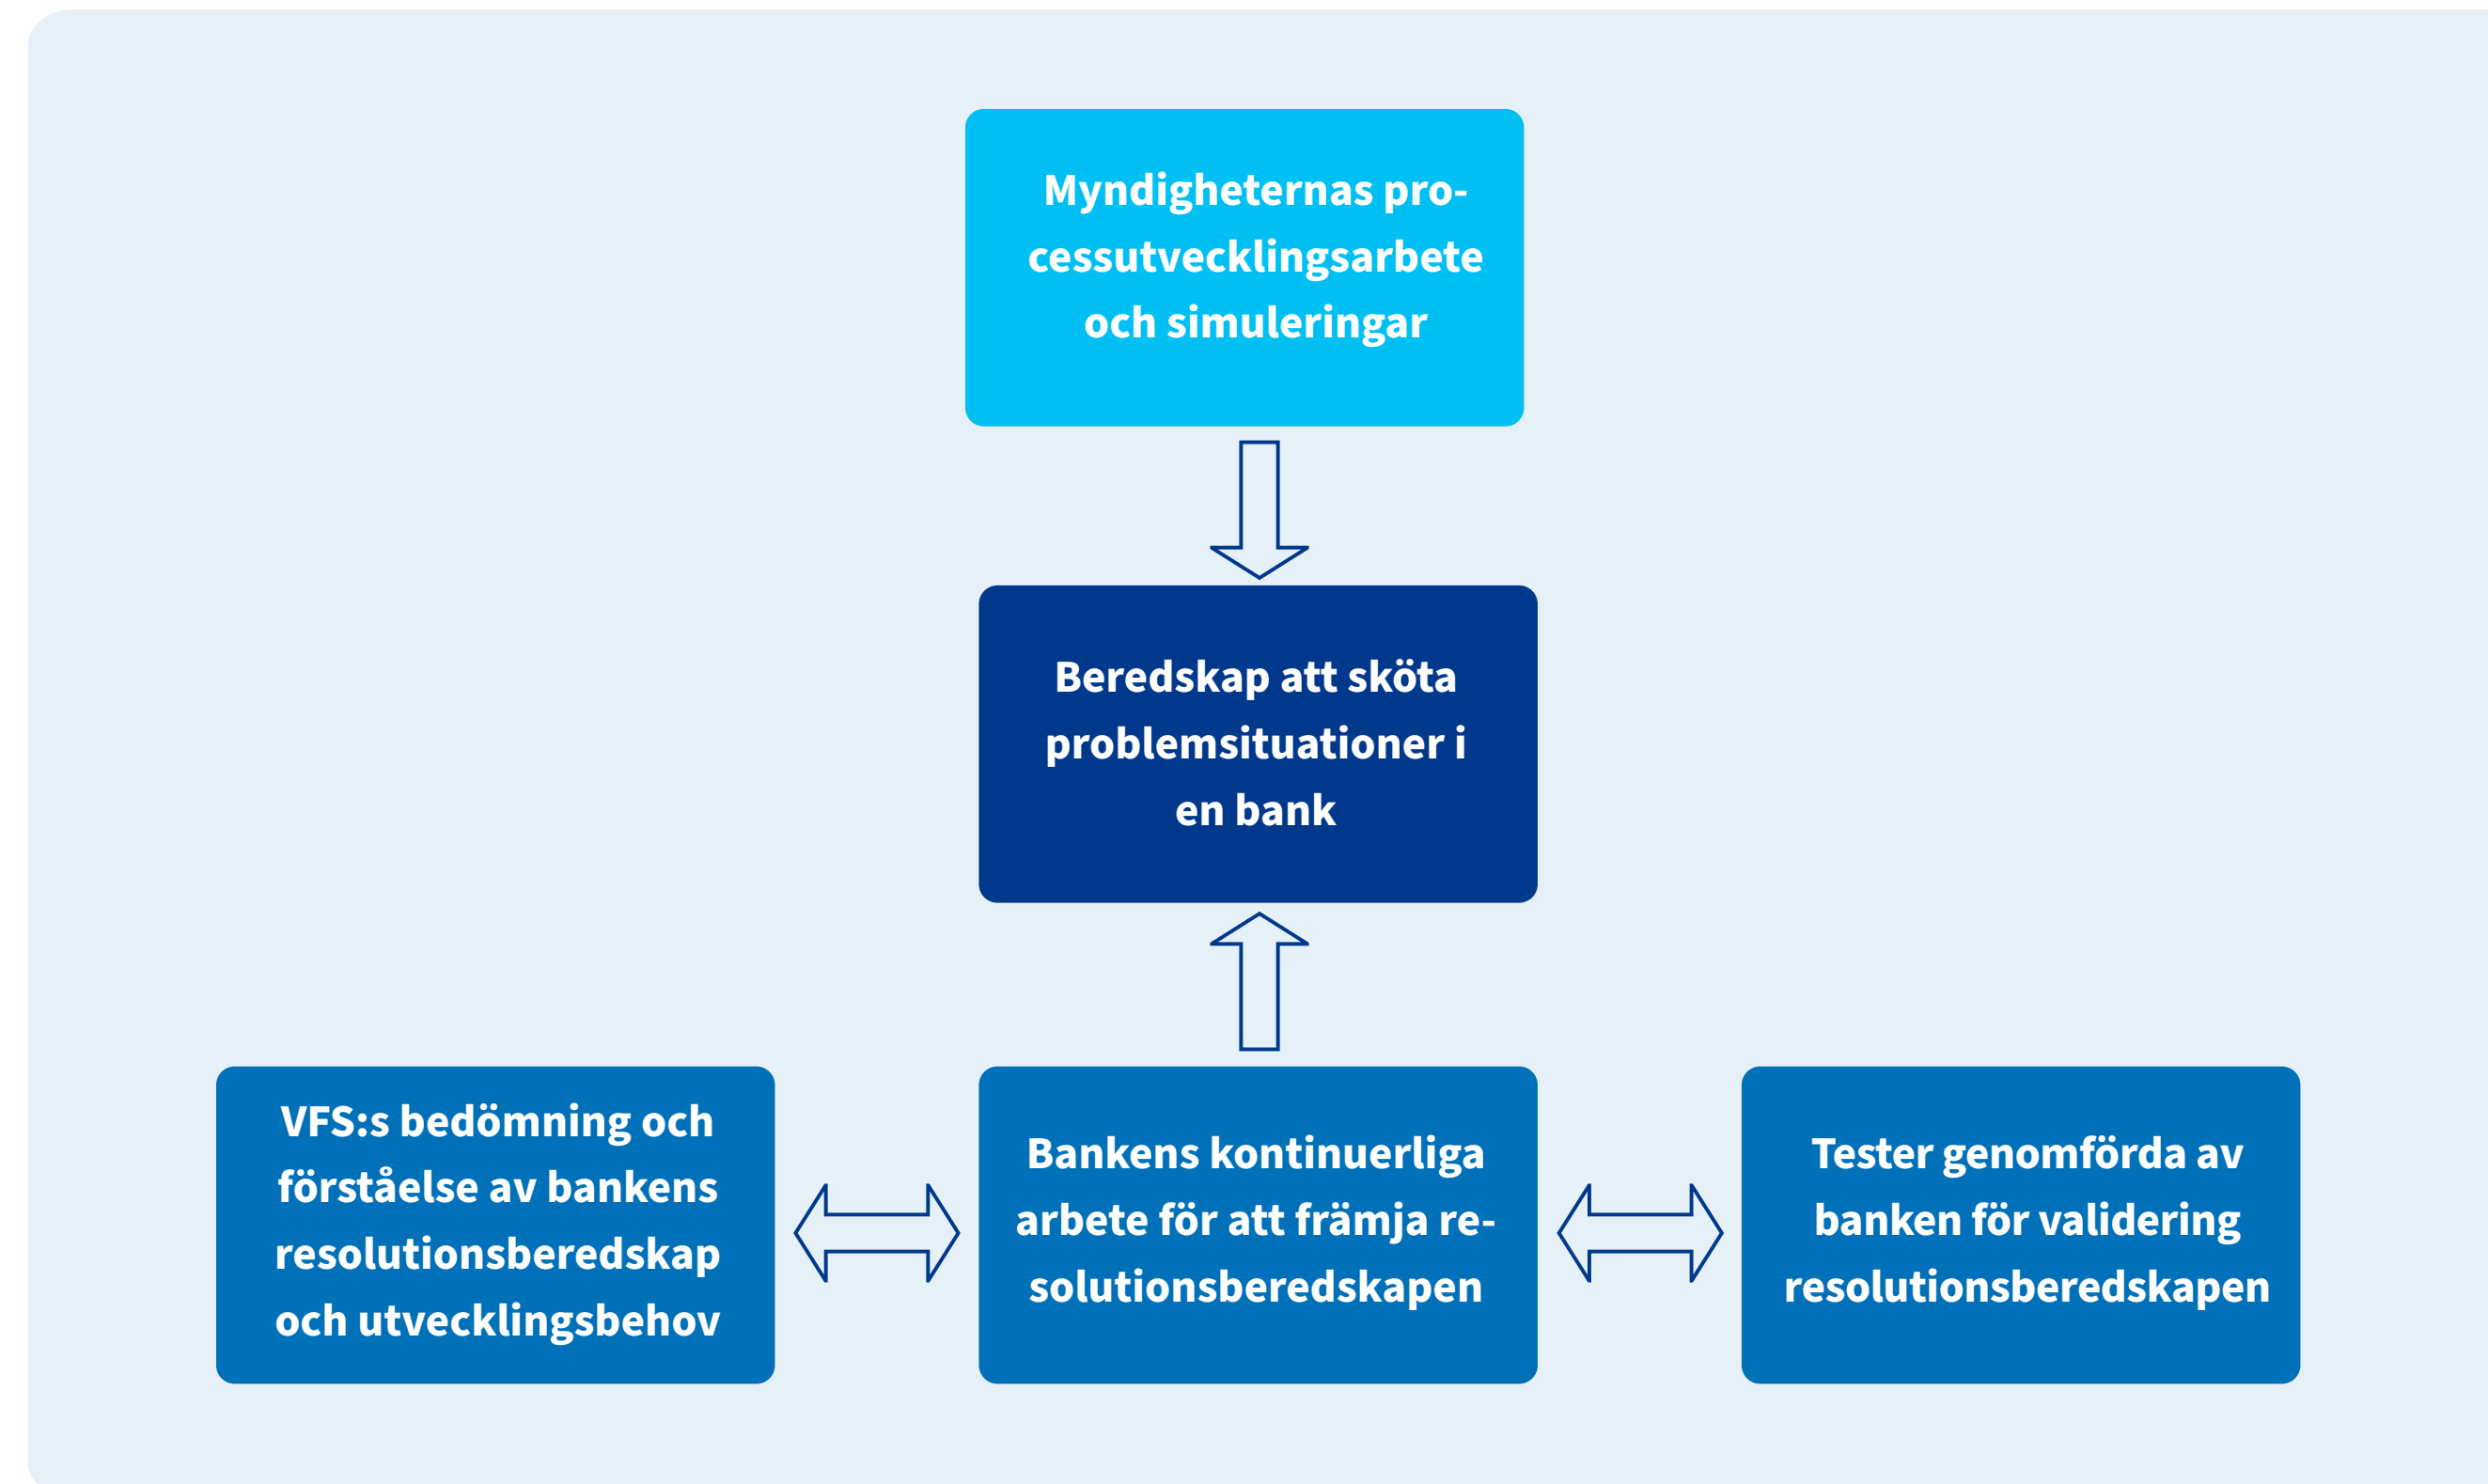 Myndigheternas pro-
cessutvecklingsarbete
och simuleringar
Beredskap att sköta
problemsituationer i
en bank
VFS:s bedömning och
förståelse av bankens
resolutionsberedskap
och utvecklingsbehov
Bankens kontinuerliga
arbete för att främja re-
solutionsberedskapen
Tester genomförda av
banken för validering
resolutionsberedskapen